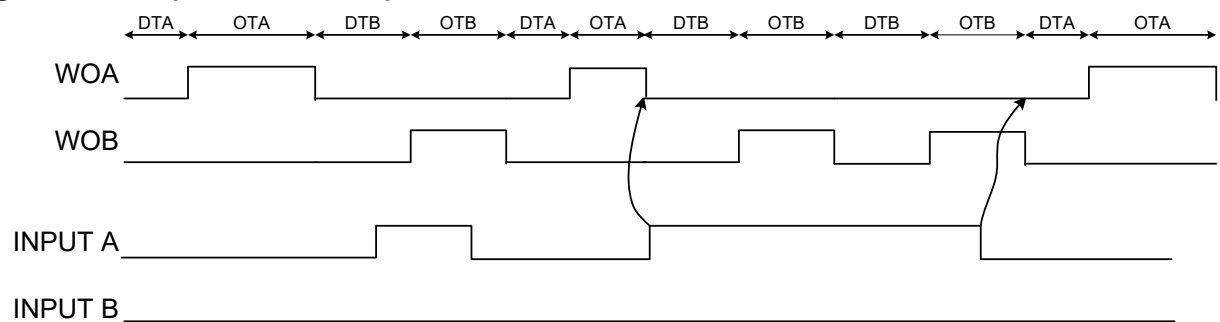 DTA OTA DTB OTB DTA OTA DTB OTB DTB OTB DTA OTA
WOA
WOB
INPUT A
INPUT B